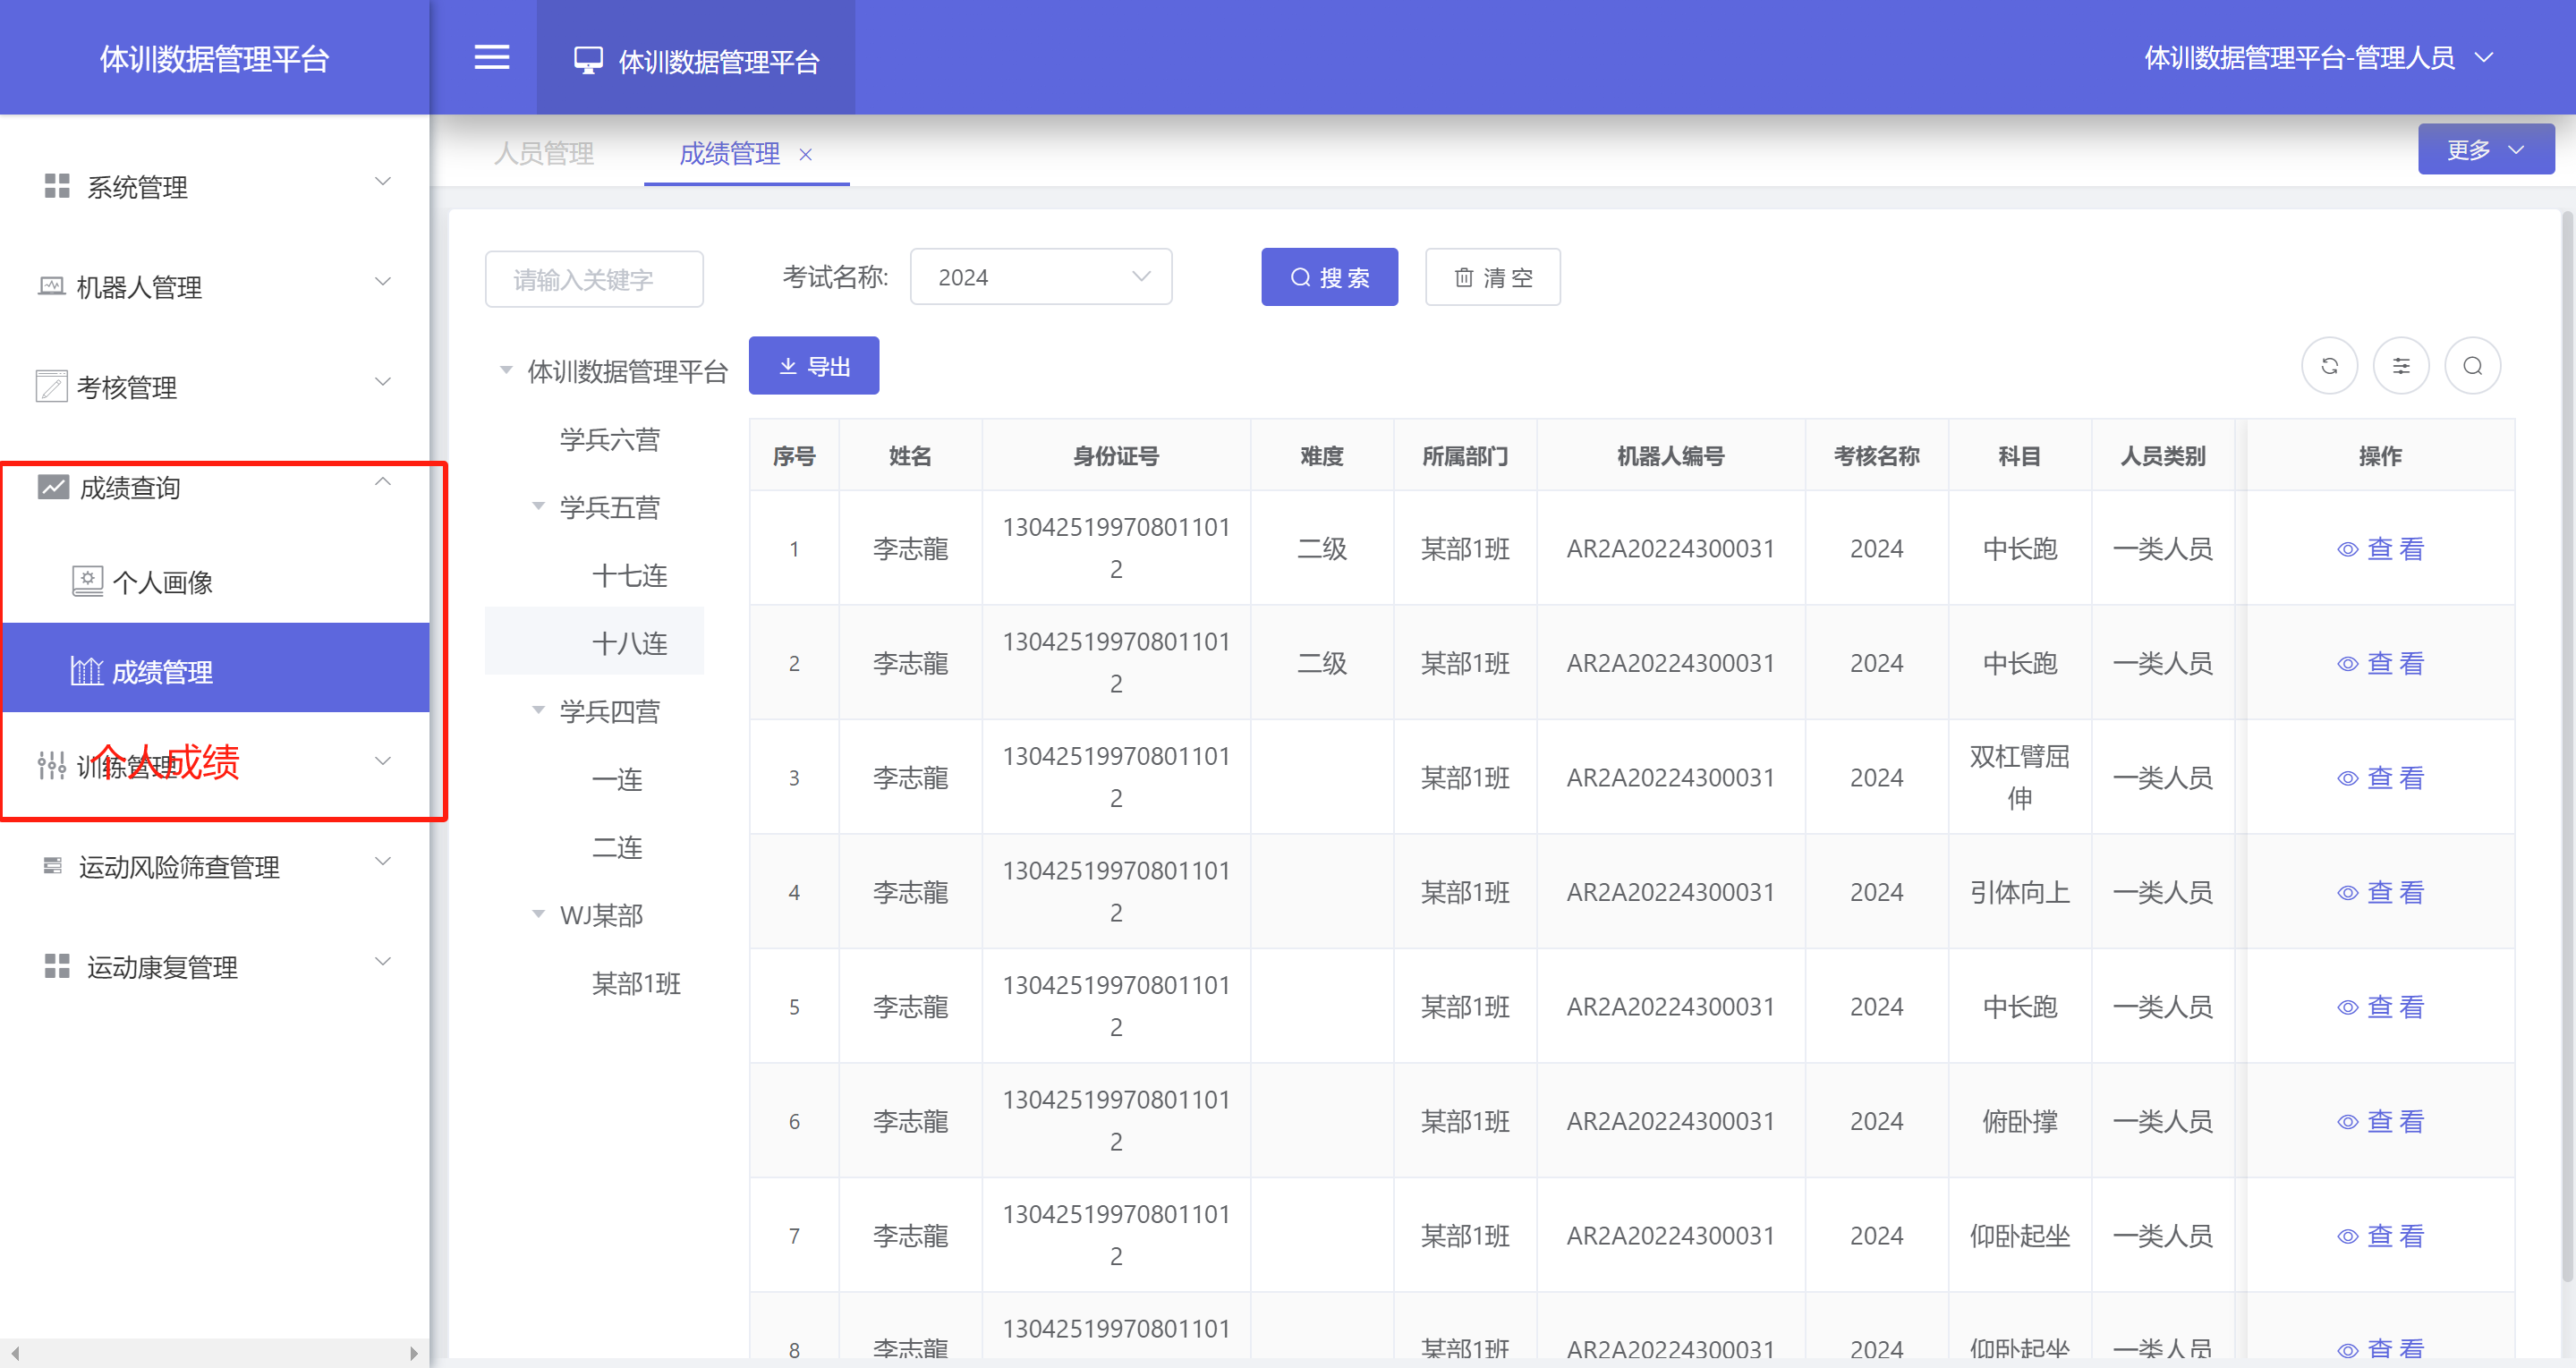 体训数据管理平台
体训数据管理平台
体训数据管理平台-管理人员
人员管理
成绩管理
更多
系统管理
机器人管理
考核管理
成绩查询
个人画像
成绩管理
训练管理
个人成绩
运动风险筛查管理
运动康复管理
请输入关键字
考试名称:
2024
搜索
清空
体训数据管理平台
学兵六营
学兵五营
十七连
十八连
学兵四营
一连
二连
WJ某部
某部1班
导出
序号 姓名 身份证号 难度 所属部门 机器人编号 考核名称 科目 人员类别 操作
1 李志龍 13042519970801101 二级 某部1班 AR2A20224300031 2024 中长跑 一类人员 查看
2
2 李志龍 13042519970801101 二级 某部1班 AR2A20224300031 2024 中长跑 一类人员 查看
2
3 李志龍 13042519970801101 某部1班 AR2A20224300031 2024 双杠臂屈 一类人员 查看
2 伸
4 李志龍 13042519970801101 某部1班 AR2A20224300031 2024 引体向上 一类人员 查看
2
5 李志龍 13042519970801101 某部1班 AR2A20224300031 2024 中长跑 一类人员 查看
2
6 李志龍 13042519970801101 某部1班 AR2A20224300031 2024 俯卧撑 一类人员 查看
2
7 李志龍 13042519970801101 某部1班 AR2A20224300031 2024 仰卧起坐 一类人员 查看
2
8 李志龍 13042519970801101 某部1班 AR2A20224300031 2024 仰卧起坐 一类人员 查看